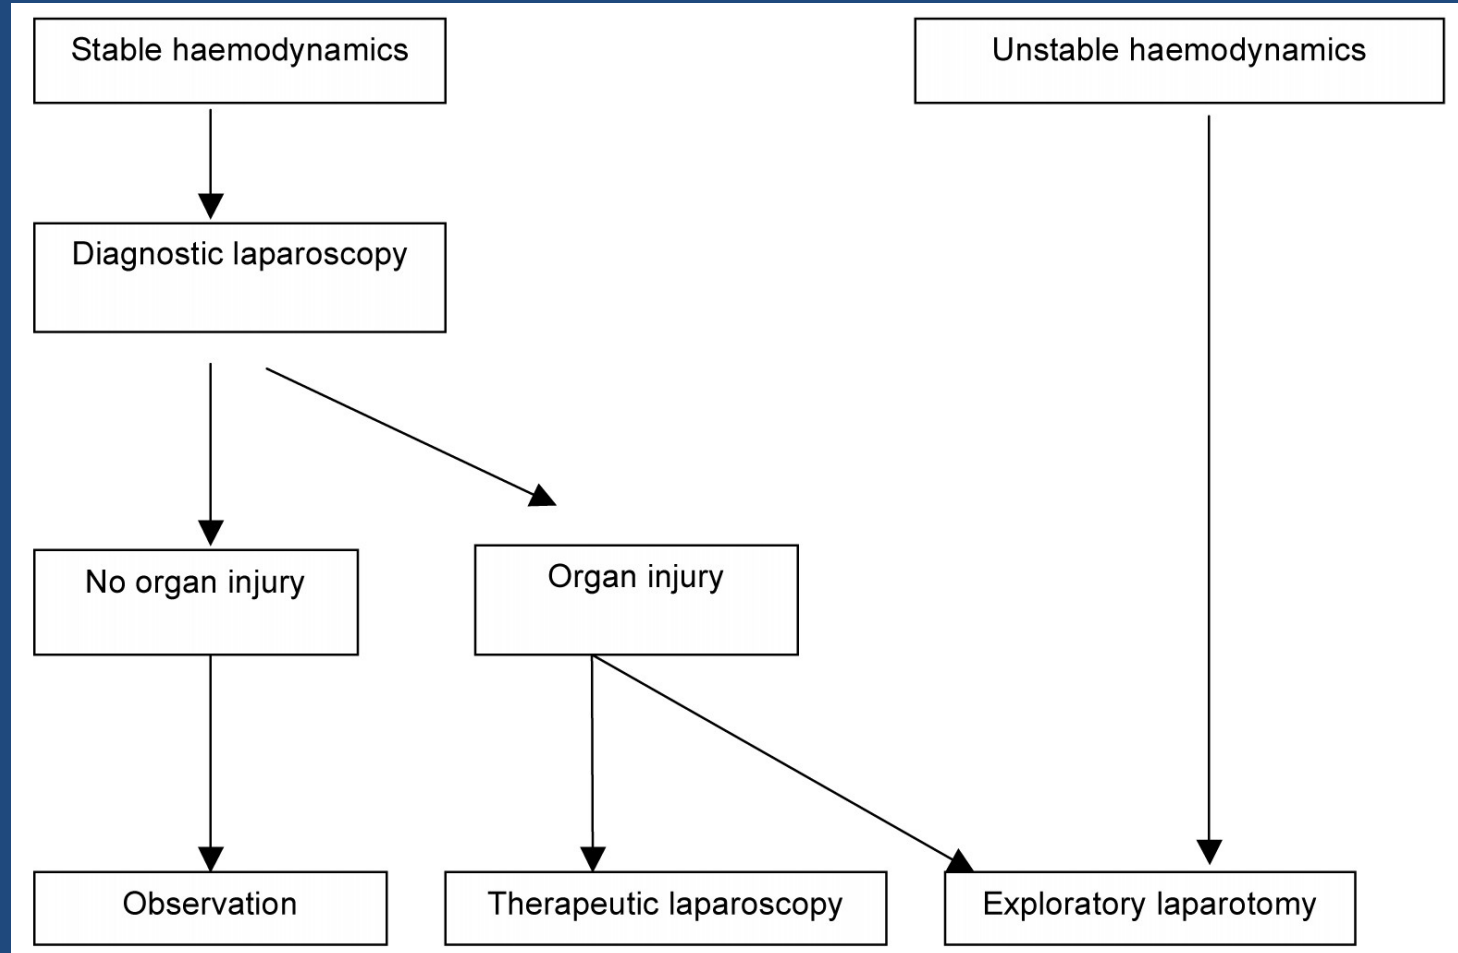 Stable haemodynamics
Unstable haemodynamics
Diagnostic laparoscopy
No organ injury
Organ injury
Observation
Therapeutic laparoscopy
Exploratory laparotomy